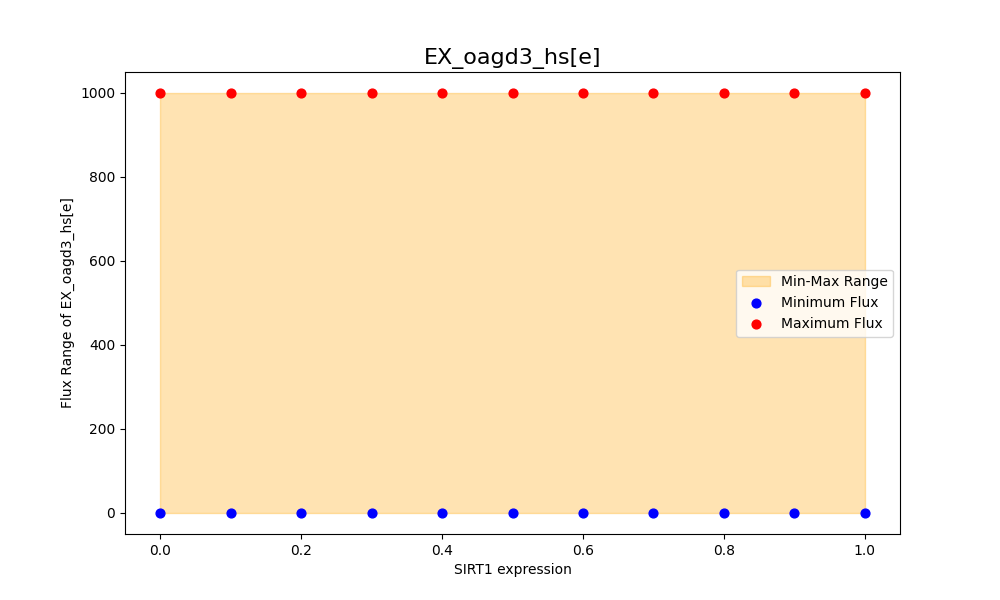 EX_oagd3_hs[e]
Flux Range of EX_oagd3_hs[e]
1000
800
600
400
200
0
Min-Max Range
Minimum Flux
Maximum Flux
0.0
0.2
0.4
0.6
0.8
1.0
SIRT1 expression